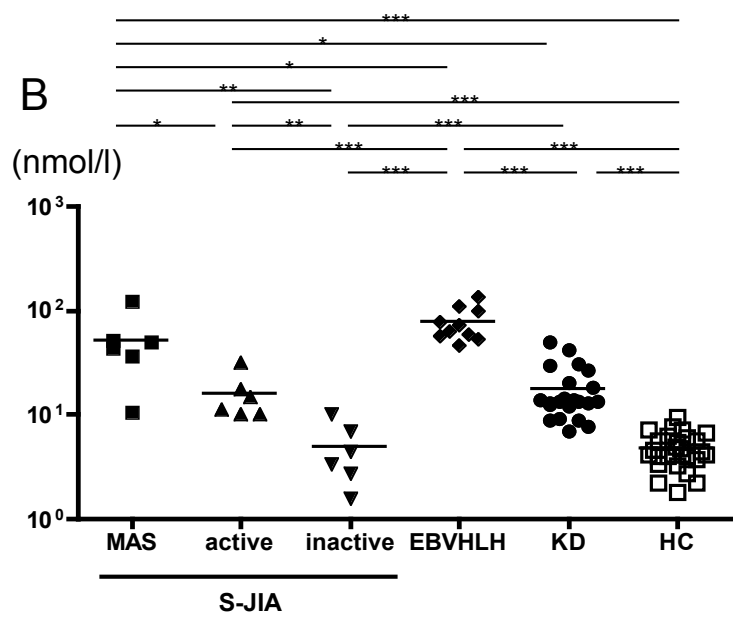 ***
*
*
B
**
***
* ** ***
*** ***
(nmol/l)
*** *** ***
10³
10²
10¹
10⁰
MAS active inactive EBVHLH KD HC
S-JIA